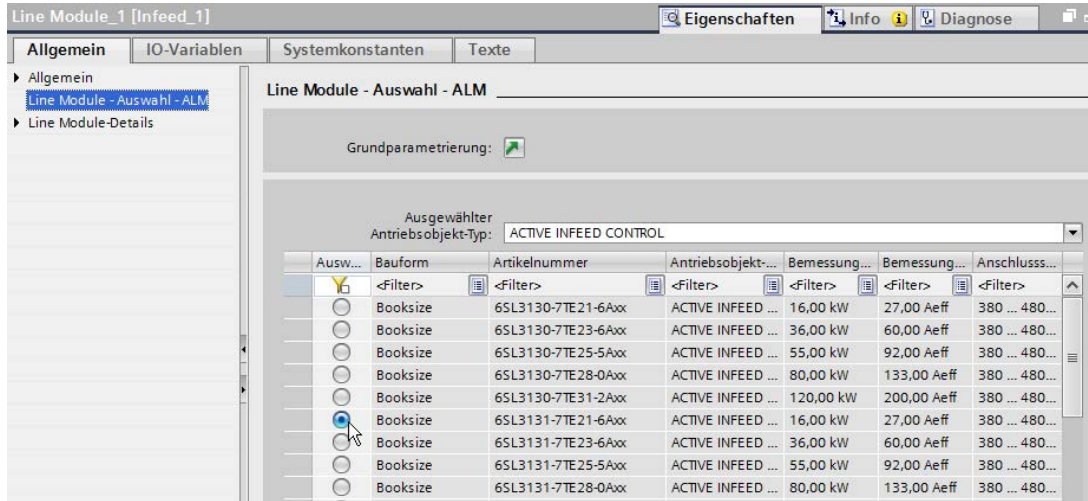 Line Module_1 [Infeed_1]
Eigenschaften Info Diagnose
Allgemein IO-Variablen Systemkonstanten Texte
Allgemein
Line Module - Auswahl - ALM
Line Module-Details
Line Module - Auswahl - ALM
Grundparametrierung:
Ausgewählter
Antriebsobjekt-Typ: ACTIVE INFEED CONTROL
Ausw... Bauform Artikelnummer Antriebsobjekt-... Bemessung... Bemessung... Anschlusss...
<Filter> <Filter> <Filter> <Filter> <Filter> <Filter>
Booksize 6SL3130-7TE21-6Axx ACTIVE INFEED ... 16,00 kW 27,00 Aeff 380 ... 480...
Booksize 6SL3130-7TE23-6Axx ACTIVE INFEED ... 36,00 kW 60,00 Aeff 380 ... 480...
Booksize 6SL3130-7TE25-5Axx ACTIVE INFEED ... 55,00 kW 92,00 Aeff 380 ... 480...
Booksize 6SL3130-7TE28-0Axx ACTIVE INFEED ... 80,00 kW 133,00 Aeff 380 ... 480...
Booksize 6SL3130-7TE31-2Axx ACTIVE INFEED ... 120,00 kW 200,00 Aeff 380 ... 480...
Booksize 6SL3131-7TE21-6Axx ACTIVE INFEED ... 16,00 kW 27,00 Aeff 380 ... 480...
Booksize 6SL3131-7TE23-6Axx ACTIVE INFEED ... 36,00 kW 60,00 Aeff 380 ... 480...
Booksize 6SL3131-7TE25-5Axx ACTIVE INFEED ... 55,00 kW 92,00 Aeff 380 ... 480...
Booksize 6SL3131-7TE28-0Axx ACTIVE INFEED ... 80,00 kW 133,00 Aeff 380 ... 480...